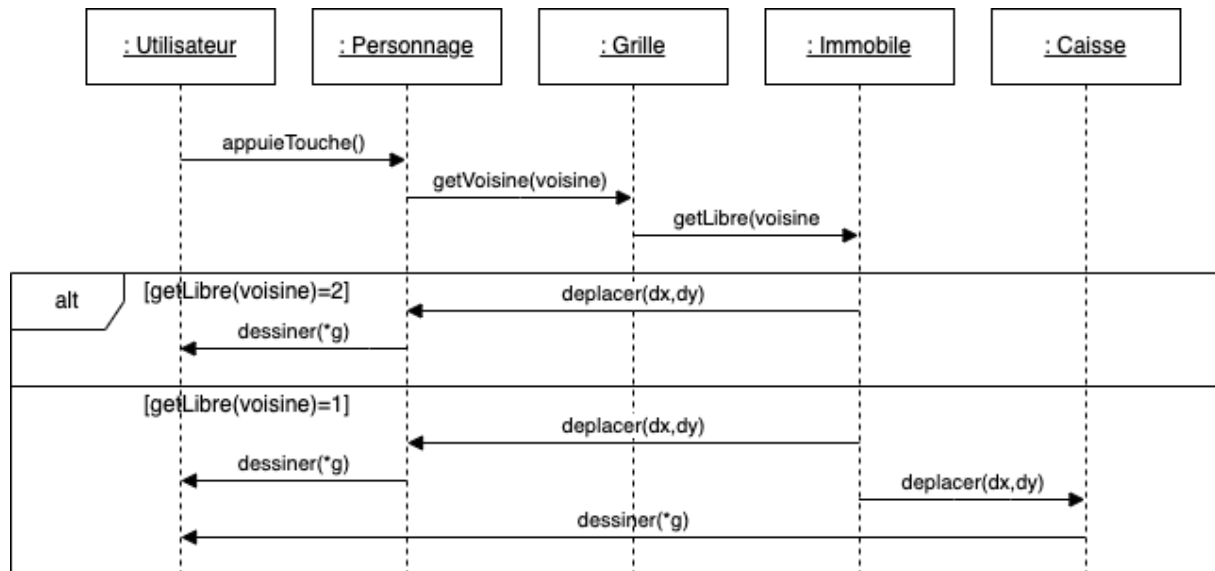 : Utilisateur
: Personnage
: Grille
: Immobile
: Caisse
appuieTouche()
getVoisine(voisine)
getLibre(voisine
alt
[getLibre(voisine)=2]
deplacer(dx,dy)
dessiner(*g)
[getLibre(voisine)=1]
deplacer(dx,dy)
dessiner(*g)
deplacer(dx,dy)
dessiner(*g)